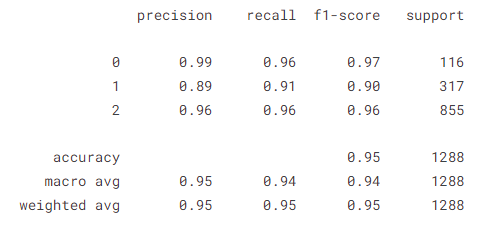 precision recall f1-score support
0 0.99 0.96 0.97 116
1 0.89 0.91 0.90 317
2 0.96 0.96 0.96 855
accuracy 0.95 1288
macro avg 0.95 0.94 0.94 1288
weighted avg 0.95 0.95 0.95 1288